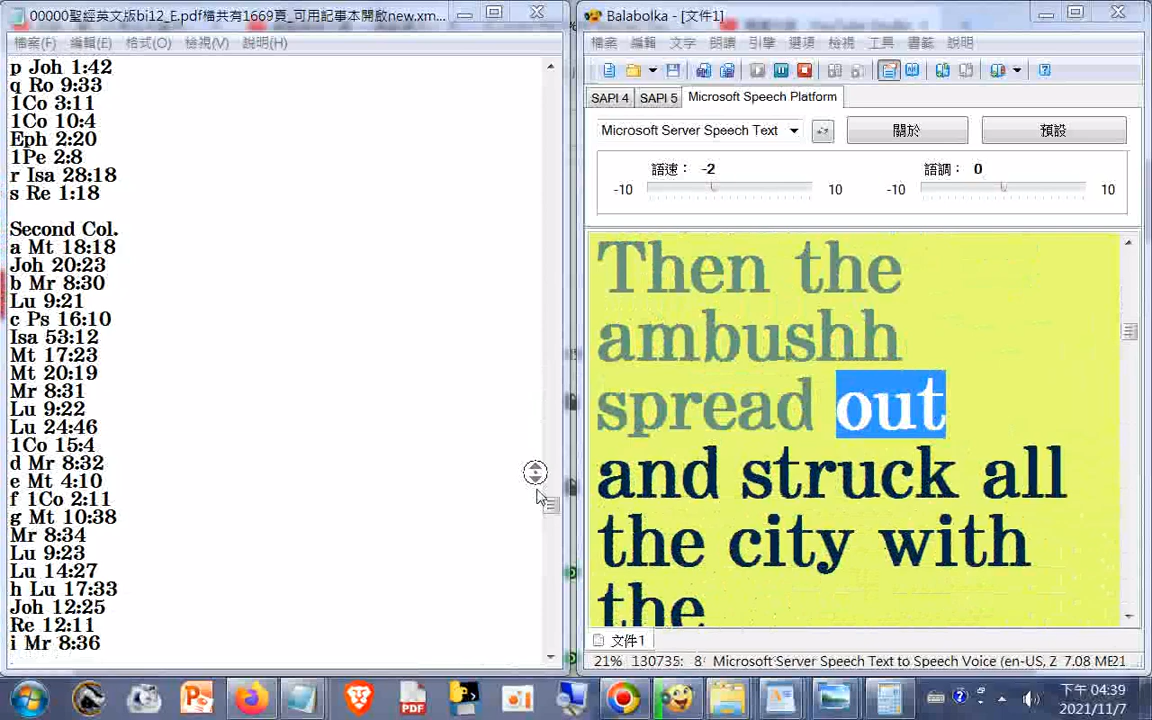 00000聖經英文版bi12_E.pdf檔共有1669頁_可用記事本開啟new.xm...
檔案(F) 編輯(E) 格式(O) 檢視(V) 說明(H)
p Joh 1:42
q Ro 9:33
1Co 3:11
1Co 10:4
Eph 2:20
1Pe 2:8
r Isa 28:18
s Re 1:18
Second Col.
a Mt 18:18
Joh 20:23
b Mr 8:30
Lu 9:21
c Ps 16:10
Isa 53:12
Mt 17:23
Mt 20:19
Mr 8:31
Lu 9:22
Lu 24:46
1Co 15:4
d Mr 8:32
e Mt 4:10
f 1Co 2:11
g Mt 10:38
Mr 8:34
Lu 9:23
Lu 14:27
h Lu 17:33
Joh 12:25
Re 12:11
i Mr 8:36
Balabolka - [文件1]
檔案 編輯 文字 朗讀 引擎 選項 檢視 工具 書籤 說明
SAPI 4 SAPI 5 Microsoft Speech Platform
Microsoft Server Speech Text 關於 預設
語速： -2 語調： 0
-10 10 -10 10
Then the
ambushh
spread out
and struck all
the city with
the
文件1
21% 130735: Microsoft Server Speech Text to Speech Voice (en-US, Z 7.08 ME21
PDF
下午 04:39
2021/11/7